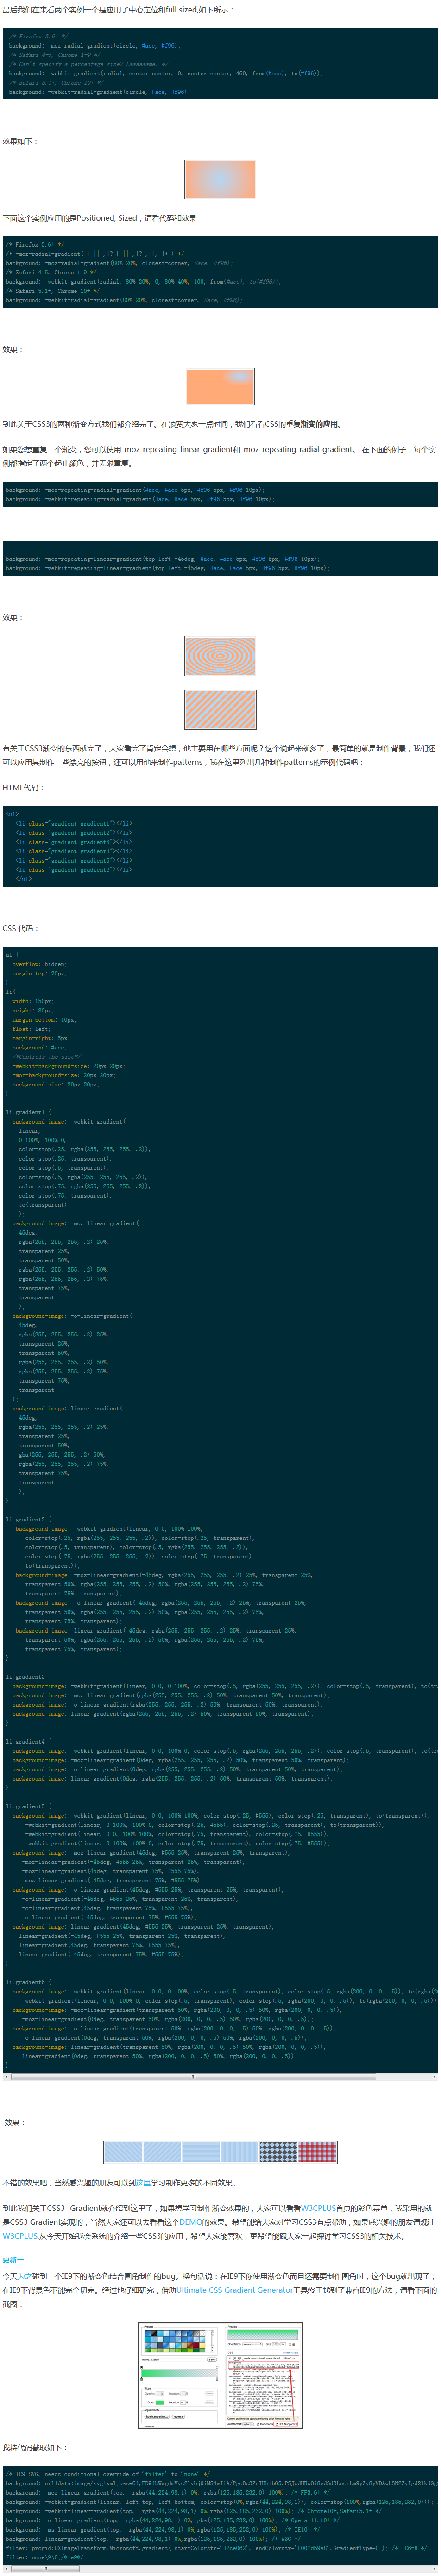 最后我们在来看两个实例一个是应用了中心定位和full sized,如下所示：
/* Firefox 3.6+ */
background: -moz-radial-gradient(circle, #ace, #f96);
/* Safari 4-5, Chrome 1-9 */
/* Can't specify a percentage size? Laaaaaame. */
background: -webkit-gradient(radial, center center, 0, center center, 460, from(#ace), to(#f96));
/* Safari 5.1+, Chrome 10+ */
background: -webkit-radial-gradient(circle, #ace, #f96);
效果如下：
下面这个实例应用的是Positioned, Sized，请看代码和效果
/* Firefox 3.6+ */
/* -moz-radial-gradient( [ || ,]? [ || ,]? , [, ]* ) */
background: -moz-radial-gradient(80% 20%, closest-corner, #ace, #f96);
/* Safari 4-5, Chrome 1-9 */
background: -webkit-gradient(radial, 80% 20%, 0, 80% 40%, 100, from(#ace), to(#f96));
/* Safari 5.1+, Chrome 10+ */
background: -webkit-radial-gradient(80% 20%, closest-corner, #ace, #f96);
效果：
到此关于CSS3的两种渐变方式我们都介绍完了。在浪费大家一点时间，我们看看CSS的重复渐变的应用。
如果您想重复一个渐变，您可以使用-moz-repeating-linear-gradient和-moz-repeating-radial-gradient。 在下面的例子，每个实
例都指定了两个起止颜色，并无限重复。
background: -moz-repeating-radial-gradient(#ace, #ace 5px, #f96 5px, #f96 10px);
background: -webkit-repeating-radial-gradient(#ace, #ace 5px, #f96 5px, #f96 10px);
background: -moz-repeating-linear-gradient(top left -45deg, #ace, #ace 5px, #f96 5px, #f96 10px);
background: -webkit-repeating-linear-gradient(top left -45deg, #ace, #ace 5px, #f96 5px, #f96 10px);
效果：
有关于CSS3渐变的东西就完了，大家看完了肯定会想，他主要用在哪些方面呢？这个说起来就多了，最简单的就是制作背景，我们还
可以应用其制作一些漂亮的按钮，还可以用他来制作patterns，我在这里列出几种制作patterns的示例代码吧：
HTML代码：
<ul>
<li class="gradient gradient1"></li>
<li class="gradient gradient2"></li>
<li class="gradient gradient3"></li>
<li class="gradient gradient4"></li>
<li class="gradient gradient5"></li>
<li class="gradient gradient6"></li>
</ul>
CSS 代码：
ul {
overflow: hidden;
margin-top: 20px;
}
li{
width: 150px;
height: 80px;
margin-bottom: 10px;
float: left;
margin-right: 5px;
background: #ace;
/*Controls the size*/
-webkit-background-size: 20px 20px;
-moz-background-size: 20px 20px;
background-size: 20px 20px;
}
li.gradient1 {
background-image: -webkit-gradient(
linear,
0 100%, 100% 0,
color-stop(.25, rgba(255, 255, 255, .2)),
color-stop(.25, transparent),
color-stop(.5, transparent),
color-stop(.5, rgba(255, 255, 255, .2)),
color-stop(.75, rgba(255, 255, 255, .2)),
color-stop(.75, transparent),
to(transparent)
);
background-image: -moz-linear-gradient(
45deg,
rgba(255, 255, 255, .2) 25%,
transparent 25%,
transparent 50%,
rgba(255, 255, 255, .2) 50%,
rgba(255, 255, 255, .2) 75%,
transparent 75%,
transparent
);
background-image: -o-linear-gradient(
45deg,
rgba(255, 255, 255, .2) 25%,
transparent 25%,
transparent 50%,
rgba(255, 255, 255, .2) 50%,
rgba(255, 255, 255, .2) 75%,
transparent 75%,
transparent
);
background-image: linear-gradient(
45deg,
rgba(255, 255, 255, .2) 25%,
transparent 25%,
transparent 50%,
gba(255, 255, 255, .2) 50%,
rgba(255, 255, 255, .2) 75%,
transparent 75%,
transparent
);
}
li.gradient2 {
background-image: -webkit-gradient(linear, 0 0, 100% 100%,
color-stop(.25, rgba(255, 255, 255, .2)), color-stop(.25, transparent),
color-stop(.5, transparent), color-stop(.5, rgba(255, 255, 255, .2)),
color-stop(.75, rgba(255, 255, 255, .2)), color-stop(.75, transparent),
to(transparent));
background-image: -moz-linear-gradient(-45deg, rgba(255, 255, 255, .2) 25%, transparent 25%,
transparent 50%, rgba(255, 255, 255, .2) 50%, rgba(255, 255, 255, .2) 75%,
transparent 75%, transparent);
background-image: -o-linear-gradient(-45deg, rgba(255, 255, 255, .2) 25%, transparent 25%,
transparent 50%, rgba(255, 255, 255, .2) 50%, rgba(255, 255, 255, .2) 75%,
transparent 75%, transparent);
background-image: linear-gradient(-45deg, rgba(255, 255, 255, .2) 25%, transparent 25%,
transparent 50%, rgba(255, 255, 255, .2) 50%, rgba(255, 255, 255, .2) 75%,
transparent 75%, transparent);
}
li.gradient3 {
background-image: -webkit-gradient(linear, 0 0, 0 100%, color-stop(.5, rgba(255, 255, 255, .2)), color-stop(.5, transparent), to(tra
background-image: -moz-linear-gradient(rgba(255, 255, 255, .2) 50%, transparent 50%, transparent);
background-image: -o-linear-gradient(rgba(255, 255, 255, .2) 50%, transparent 50%, transparent);
background-image: linear-gradient(rgba(255, 255, 255, .2) 50%, transparent 50%, transparent);
}
li.gradient4 {
background-image: -webkit-gradient(linear, 0 0, 100% 0, color-stop(.5, rgba(255, 255, 255, .2)), color-stop(.5, transparent), to(tra
background-image: -moz-linear-gradient(0deg, rgba(255, 255, 255, .2) 50%, transparent 50%, transparent);
background-image: -o-linear-gradient(0deg, rgba(255, 255, 255, .2) 50%, transparent 50%, transparent);
background-image: linear-gradient(0deg, rgba(255, 255, 255, .2) 50%, transparent 50%, transparent);
}
li.gradient5 {
background-image: -webkit-gradient(linear, 0 0, 100% 100%, color-stop(.25, #555), color-stop(.25, transparent), to(transparent)),
-webkit-gradient(linear, 0 100%, 100% 0, color-stop(.25, #555), color-stop(.25, transparent), to(transparent)),
-webkit-gradient(linear, 0 0, 100% 100%, color-stop(.75, transparent), color-stop(.75, #555)),
-webkit-gradient(linear, 0 100%, 100% 0, color-stop(.75, transparent), color-stop(.75, #555));
background-image: -moz-linear-gradient(45deg, #555 25%, transparent 25%, transparent),
-moz-linear-gradient(-45deg, #555 25%, transparent 25%, transparent),
-moz-linear-gradient(45deg, transparent 75%, #555 75%),
-moz-linear-gradient(-45deg, transparent 75%, #555 75%);
background-image: -o-linear-gradient(45deg, #555 25%, transparent 25%, transparent),
-o-linear-gradient(-45deg, #555 25%, transparent 25%, transparent),
-o-linear-gradient(45deg, transparent 75%, #555 75%),
-o-linear-gradient(-45deg, transparent 75%, #555 75%);
background-image: linear-gradient(45deg, #555 25%, transparent 25%, transparent),
linear-gradient(-45deg, #555 25%, transparent 25%, transparent),
linear-gradient(45deg, transparent 75%, #555 75%),
linear-gradient(-45deg, transparent 75%, #555 75%);
}
li.gradient6 {
background-image: -webkit-gradient(linear, 0 0, 0 100%, color-stop(.5, transparent), color-stop(.5, rgba(200, 0, 0, .5)), to(rgba(20
-webkit-gradient(linear, 0 0, 100% 0, color-stop(.5, transparent), color-stop(.5, rgba(200, 0, 0, .5)), to(rgba(200, 0, 0, .5)));
background-image: -moz-linear-gradient(transparent 50%, rgba(200, 0, 0, .5) 50%, rgba(200, 0, 0, .5)),
-moz-linear-gradient(0deg, transparent 50%, rgba(200, 0, 0, .5) 50%, rgba(200, 0, 0, .5));
background-image: -o-linear-gradient(transparent 50%, rgba(200, 0, 0, .5) 50%, rgba(200, 0, 0, .5)),
-o-linear-gradient(0deg, transparent 50%, rgba(200, 0, 0, .5) 50%, rgba(200, 0, 0, .5));
background-image: linear-gradient(transparent 50%, rgba(200, 0, 0, .5) 50%, rgba(200, 0, 0, .5)),
linear-gradient(0deg, transparent 50%, rgba(200, 0, 0, .5) 50%, rgba(200, 0, 0, .5));
}
效果：
不错的效果吧，当然感兴趣的朋友可以到这里学习制作更多的不同效果。
到此我们关于CSS3-Gradient就介绍到这里了，如果想学习制作渐变效果的，大家可以看看W3CPLUS首页的彩色菜单，我采用的就
是CSS3 Gradient实现的，当然大家还可以去看看这个DEMO的效果。希望能给大家对学习CSS3有点帮助，如果感兴趣的朋友请观注
W3CPLUS,从今天开始我会系统的介绍一些CSS3的应用，希望大家能喜欢，更希望能跟大家一起探讨学习CSS3的相关技术。
更新一
今天为之碰到一个IE9下的渐变色结合圆角制作的bug。换句话说：在IE9下你使用渐变色而且还需要制作圆角时，这个bug就出现了，
在IE9下背景色不能完全切完。经过他仔细研究，借助Ultimate CSS Gradient Generator工具终于找到了兼容IE9的方法，请看下面的
截图：
我将代码截取如下：
/* IE9 SVG, needs conditional override of 'filter' to 'none' */
background: -moz-linear-gradient(top, rgba(44,224,98,1) 0%, rgba(125,185,232,0) 100%); /* FF3.6+ */
background: -webkit-gradient(linear, left top, left bottom, color-stop(0%,rgba(44,224,98,1)), color-stop(100%,rgba(125,185,232,0)));
background: -webkit-linear-gradient(top, rgba(44,224,98,1) 0%,rgba(125,185,232,0) 100%); /* Chrome10+,Safari5.1+ */
background: -o-linear-gradient(top, rgba(44,224,98,1) 0%,rgba(125,185,232,0) 100%); /* Opera 11.10+ */
background: -ms-linear-gradient(top, rgba(44,224,98,1) 0%,rgba(125,185,232,0) 100%); /* IE10+ */
background: linear-gradient(top, rgba(44,224,98,1) 0%,rgba(125,185,232,0) 100%); /* W3C */
filter: progid:DXImageTransform.Microsoft.gradient( startColorstr='#2ce062', endColorstr='#007db9e8',GradientType=0 ); /* IE6-8 */
filter: none\9\0;/*ie9*/